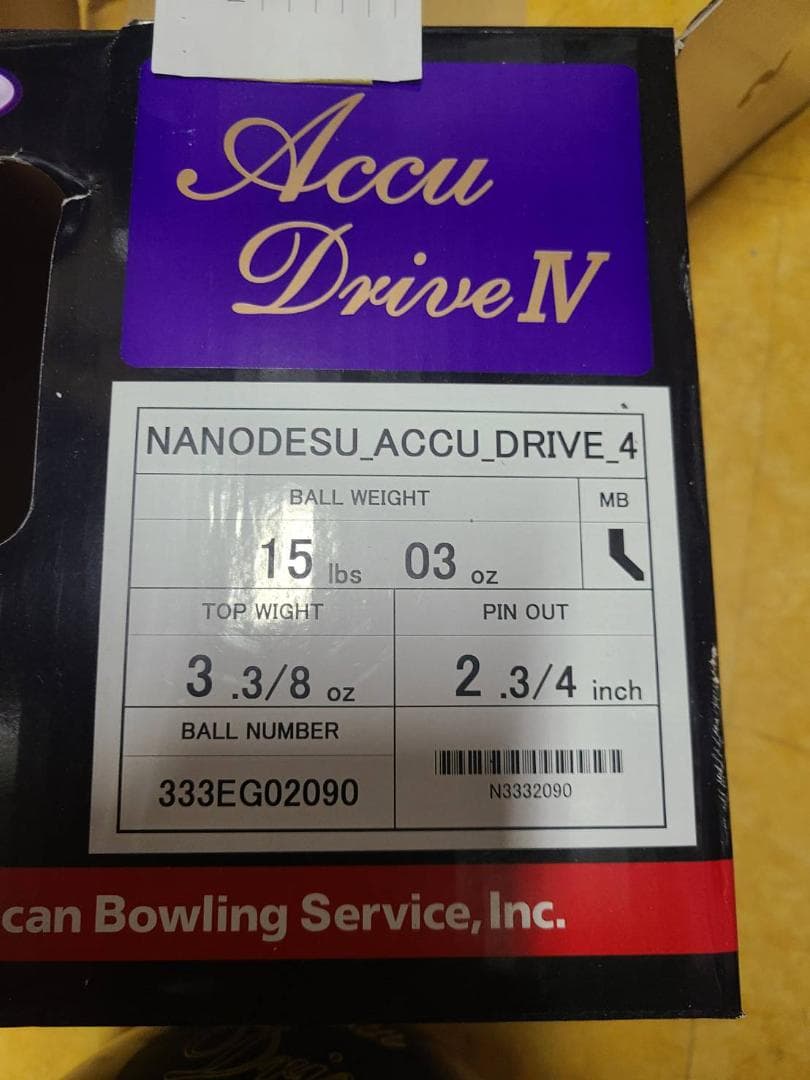 Accu
Drive IV
NANODESU_ACCU_DRIVE_4
BALL WEIGHT
MB
15 lbs 03 oz
TOP WIGHT
PIN OUT
3 .3/8 oz
2 .3/4 inch
BALL NUMBER
333EG02090
N3332090
can Bowling Service, Inc.